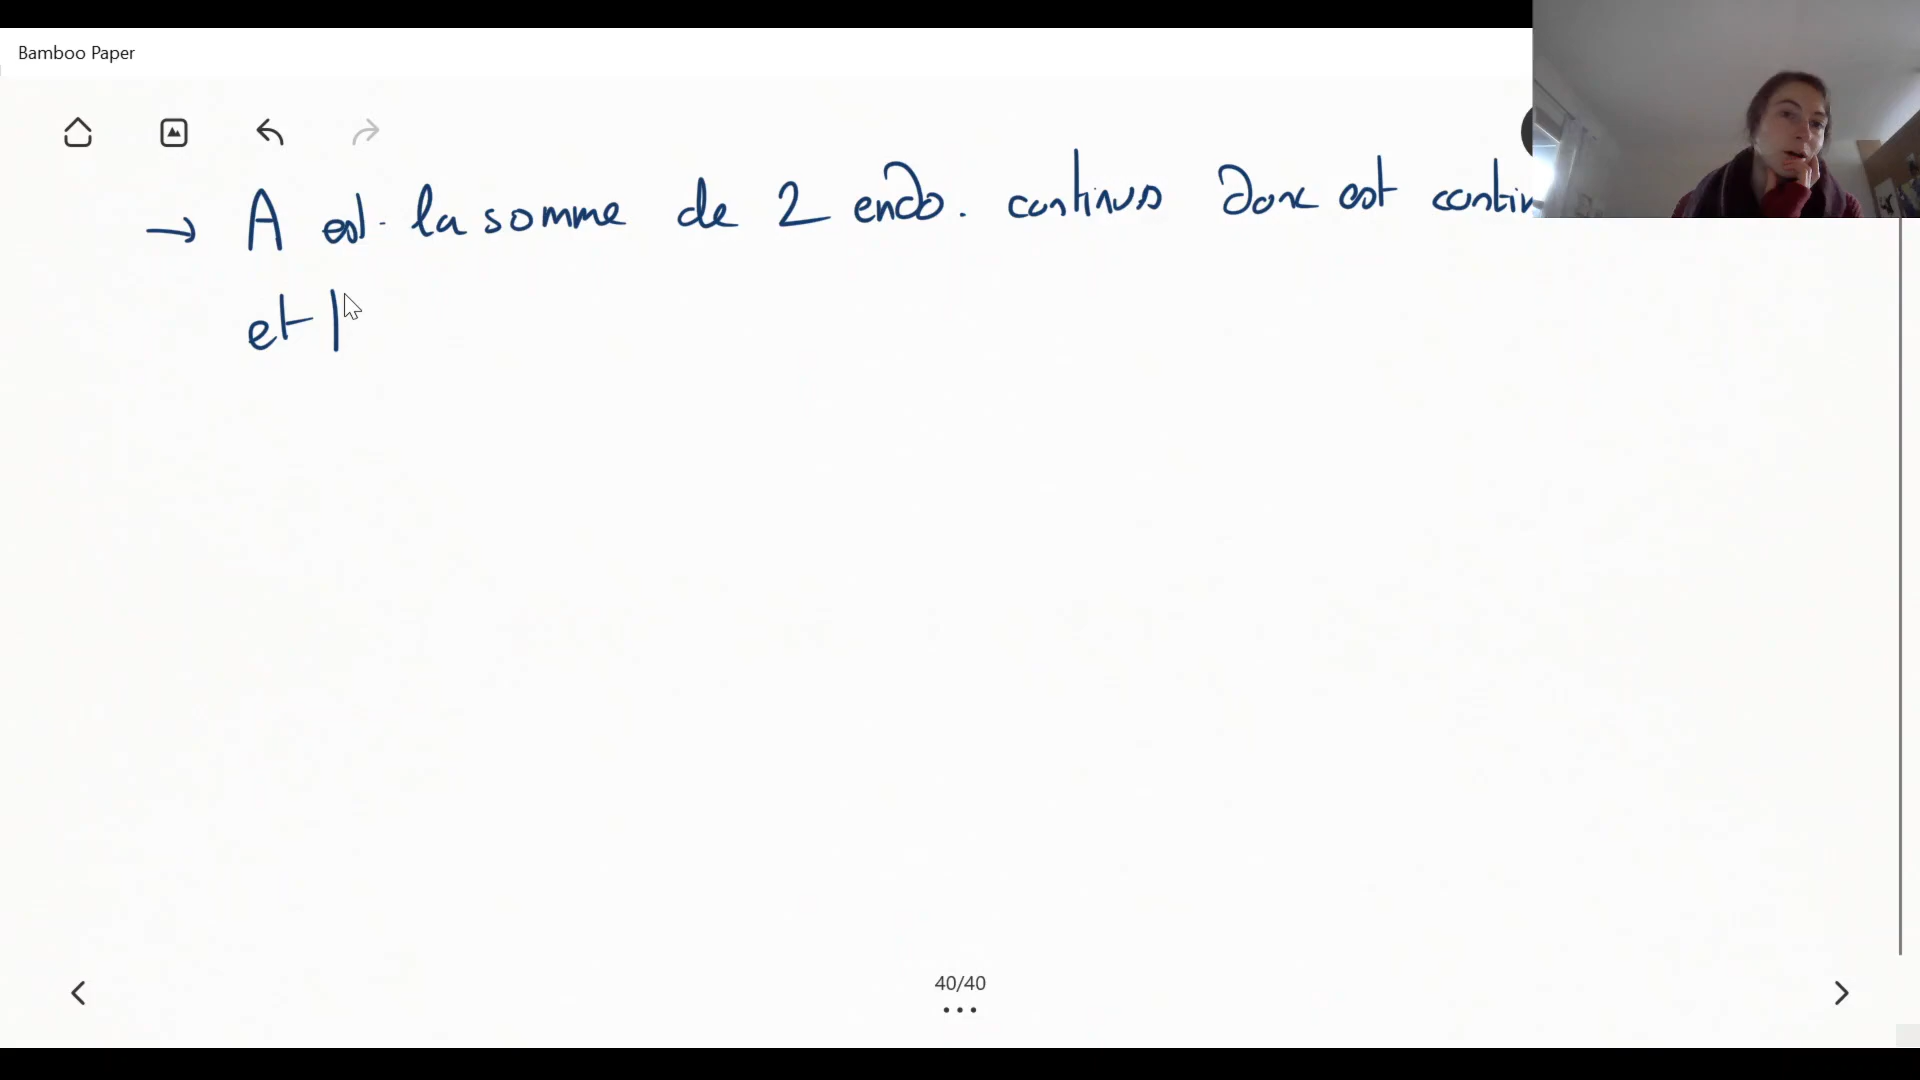 Bamboo Paper
→ A est la somme de 2 endo. continus donc est contin
et |
40/40